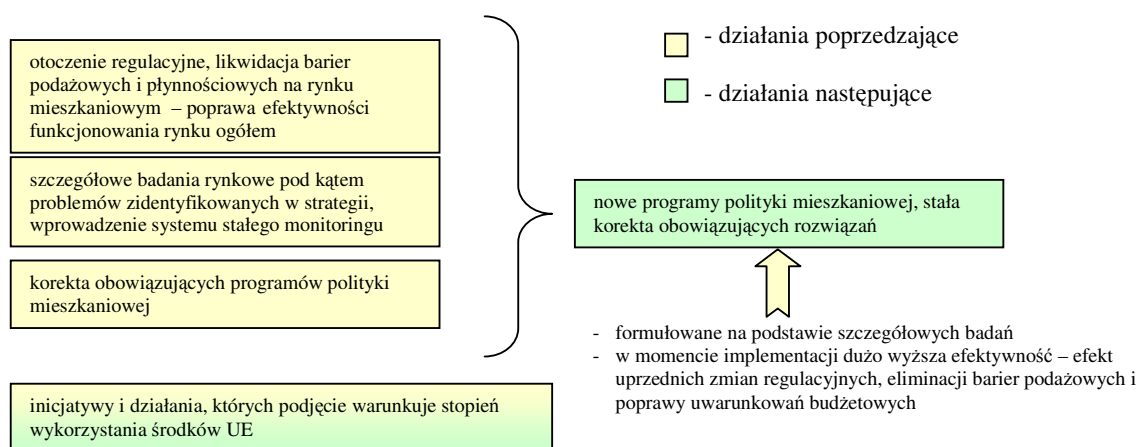 - działania poprzedzające
- działania następujące
otoczenie regulacyjne, likwidacja barier
podażowych i płynnościowych na rynku
mieszkaniowym – poprawa efektywności
funkcjonowania rynku ogółem
szczegółowe badania rynkowe pod kątem
problemów zidentyfikowanych w strategii,
wprowadzenie systemu stałego monitoringu
korekta obowiązujących programów polityki
mieszkaniowej
nowe programy polityki mieszkaniowej, stała
korekta obowiązujących rozwiązań
- formułowane na podstawie szczegółowych badań
- w momencie implementacji dużo wyższa efektywność – efekt
uprzednich zmian regulacyjnych, eliminacji barier podażowych i
poprawy uwarunkowań budżetowych
inicjatywy i działania, których podjęcie warunkuje stopień
wykorzystania środków UE